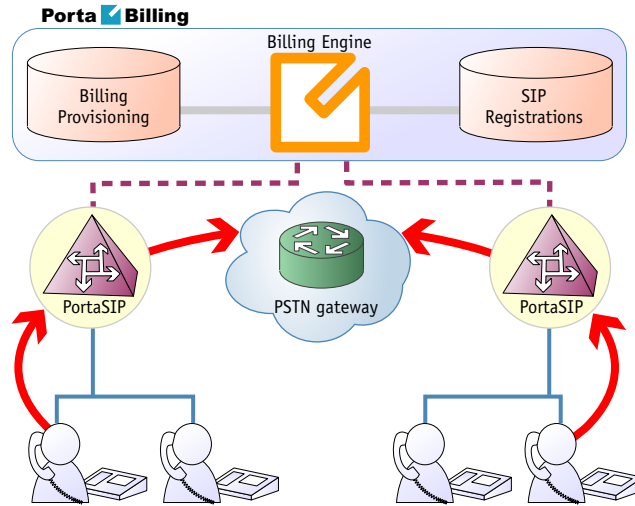 Porta Billing
Billing Engine
Billing
Provisioning
SIP
Registrations
PortaSIP
PSTN gateway
PortaSIP